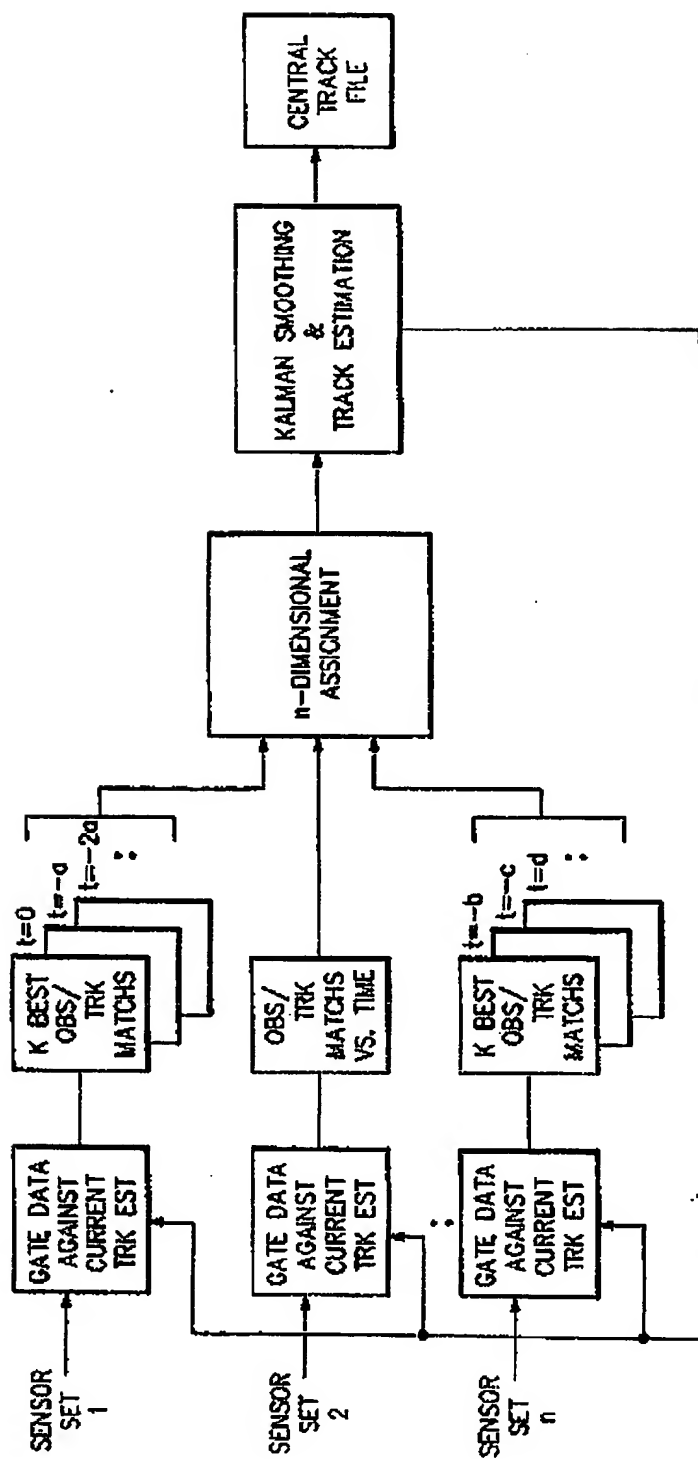 SENSOR
SET
1
GATE DATA
AGAINST
CURRENT
TRK EST
K BEST
OBS/
TRK
MATCHS
t=0
t=-a
t=-2a
:
SENSOR
SET
2
GATE DATA
AGAINST
CURRENT
TRK EST
OBS/
TRK
MATCHS
VS. TIME
:
SENSOR
SET
n
GATE DATA
AGAINST
CURRENT
TRK EST
K BEST
OBS/
TRK
MATCHS
t=-b
t=-c
t=d
:
n-DIMENSIONAL
ASSIGNMENT
KALMAN SMOOTHING
&
TRACK ESTIMATION
CENTRAL
TRACK
FILE